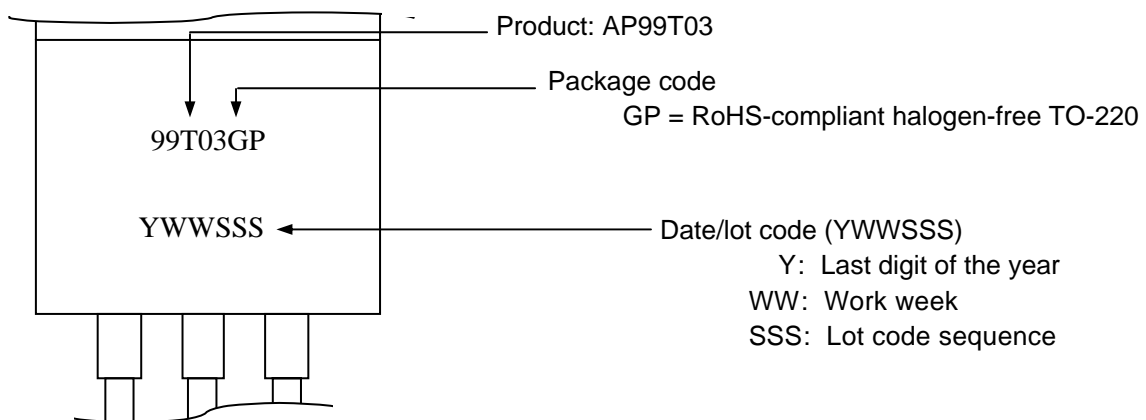 Product: AP99T03
Package code
GP = RoHS-compliant halogen-free TO-220
99T03GP
YWWSSS
Date/lot code (YWWSSS)
Y: Last digit of the year
WW: Work week
SSS: Lot code sequence